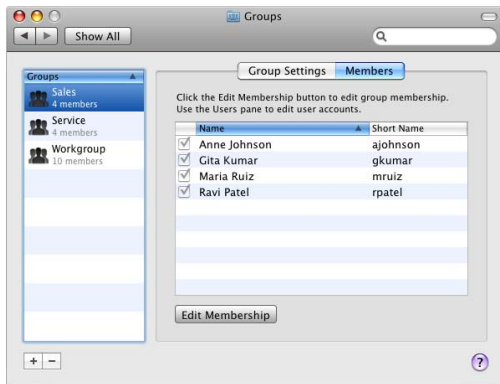 Groups
Show All
Groups
Sales
4 members
Service
4 members
Workgroup
10 members
Group Settings
Members
Click the Edit Membership button to edit group membership.
Use the Users pane to edit user accounts.
Name Short Name
Anne Johnson ajohnson
Gita Kumar gkumar
Maria Ruiz mruiz
Ravi Patel rpatel
Edit Membership
+ − ?